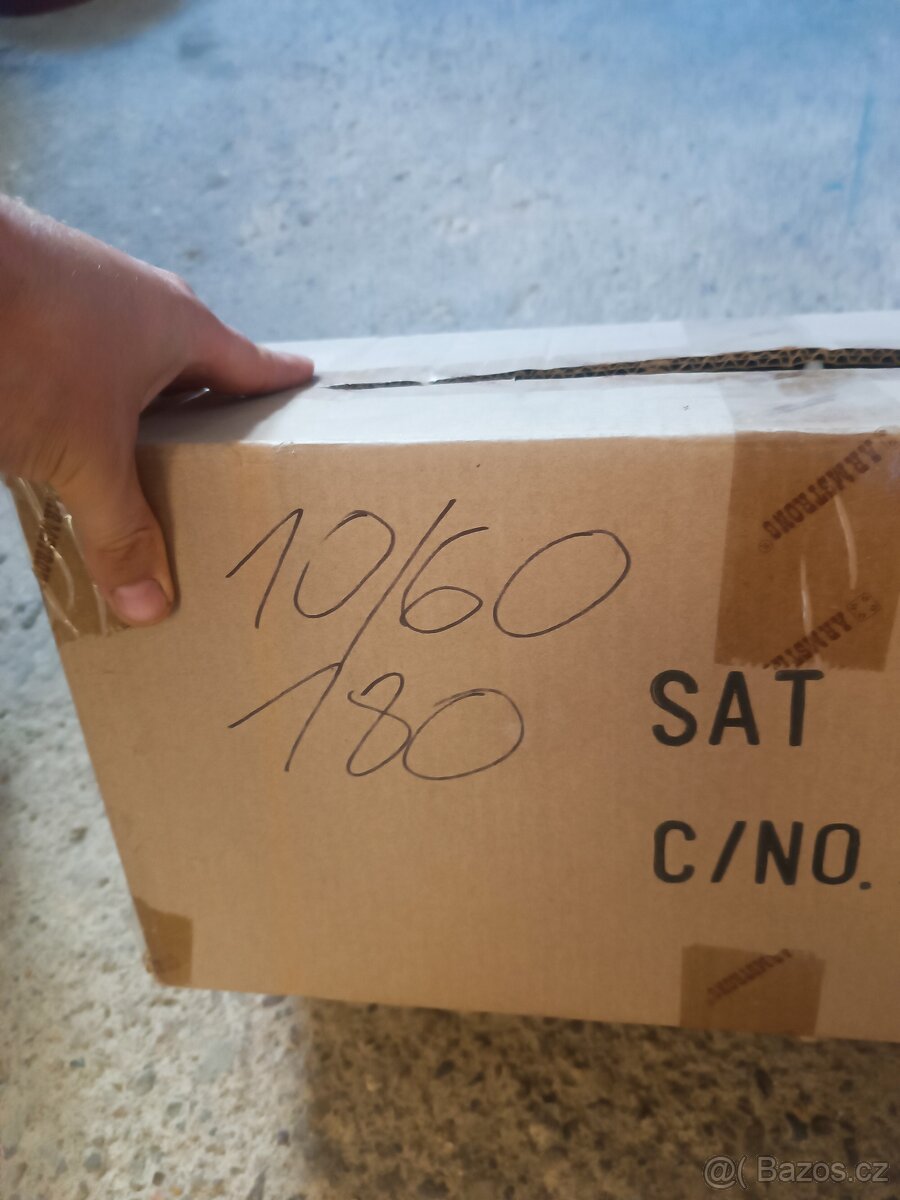 ARMSTRONG
10/60
180
SAT
C/NO.
@( Bazos.cz